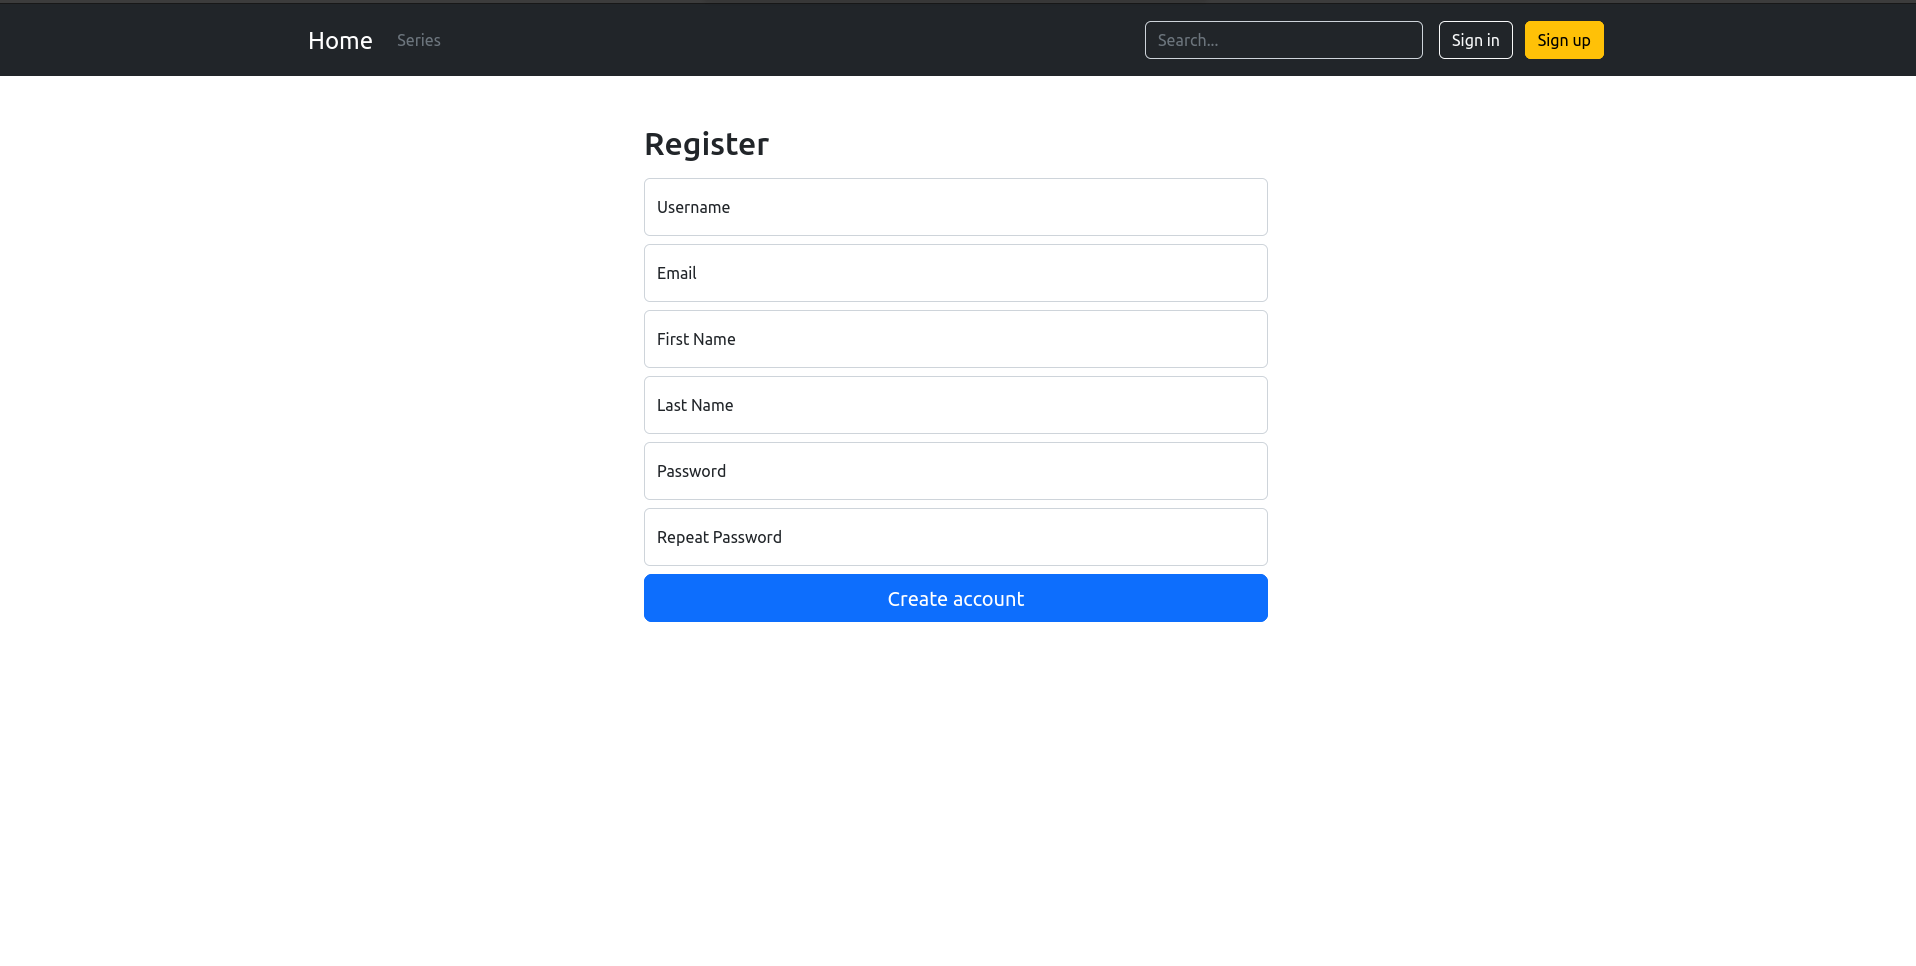 Home Series Search... Sign in Sign up
Register
Username
Email
First Name
Last Name
Password
Repeat Password
Create account